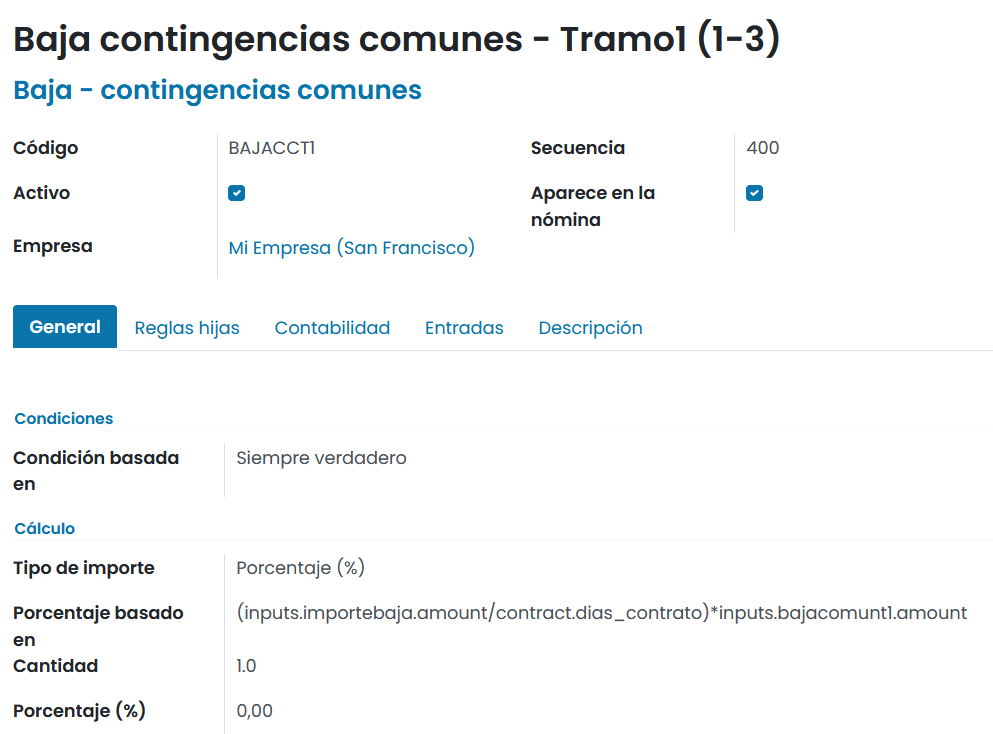 Baja contingencias comunes - Tramo1 (1-3)
Baja - contingencias comunes
Código BAJACCT1 Secuencia 400
Activo Aparece en la
nómina
Empresa Mi Empresa (San Francisco)
General Reglas hijas Contabilidad Entradas Descripción
Condiciones
Condición basada Siempre verdadero
en
Cálculo
Tipo de importe Porcentaje (%)
Porcentaje basado (inputs.importebaja.amount/contract.dias_contrato)*inputs.bajacomunt1.amount
en
Cantidad 1.0
Porcentaje (%) 0,00